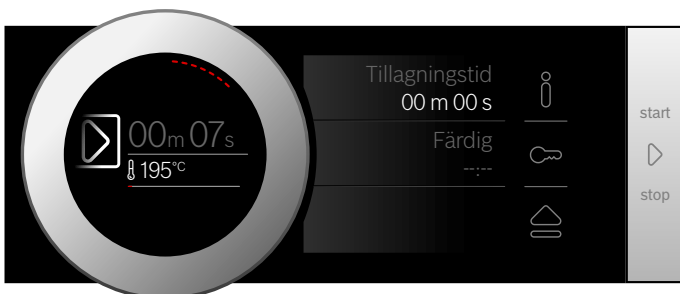 00m 07s
195°C
Tillagningstid
00 m 00 s
Färdig
--:--
start
stop